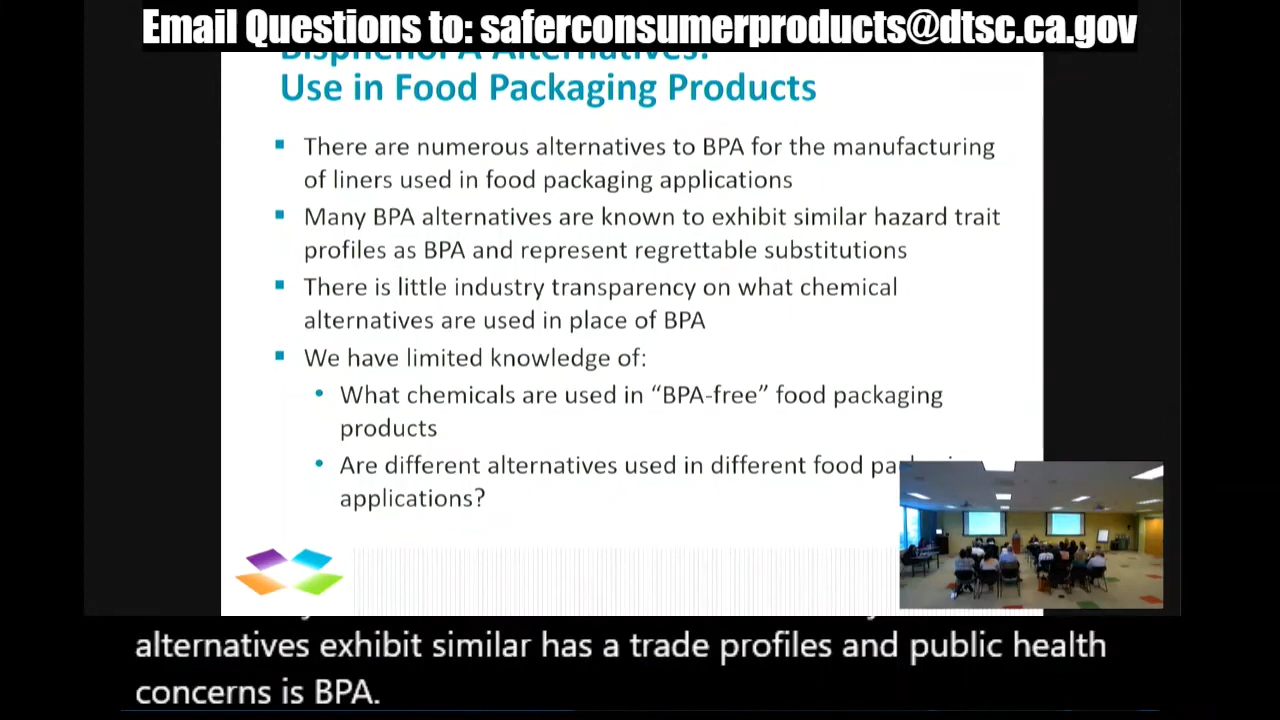 Email Questions to: saferconsumerproducts@dtsc.ca.gov
Bisphenol A Alternatives:
Use in Food Packaging Products
There are numerous alternatives to BPA for the manufacturing
of liners used in food packaging applications
Many BPA alternatives are known to exhibit similar hazard trait
profiles as BPA and represent regrettable substitutions
There is little industry transparency on what chemical
alternatives are used in place of BPA
We have limited knowledge of:
What chemicals are used in “BPA-free” food packaging
products
Are different alternatives used in different food
applications?
alternatives exhibit similar has a trade profiles and public health
concerns is BPA.